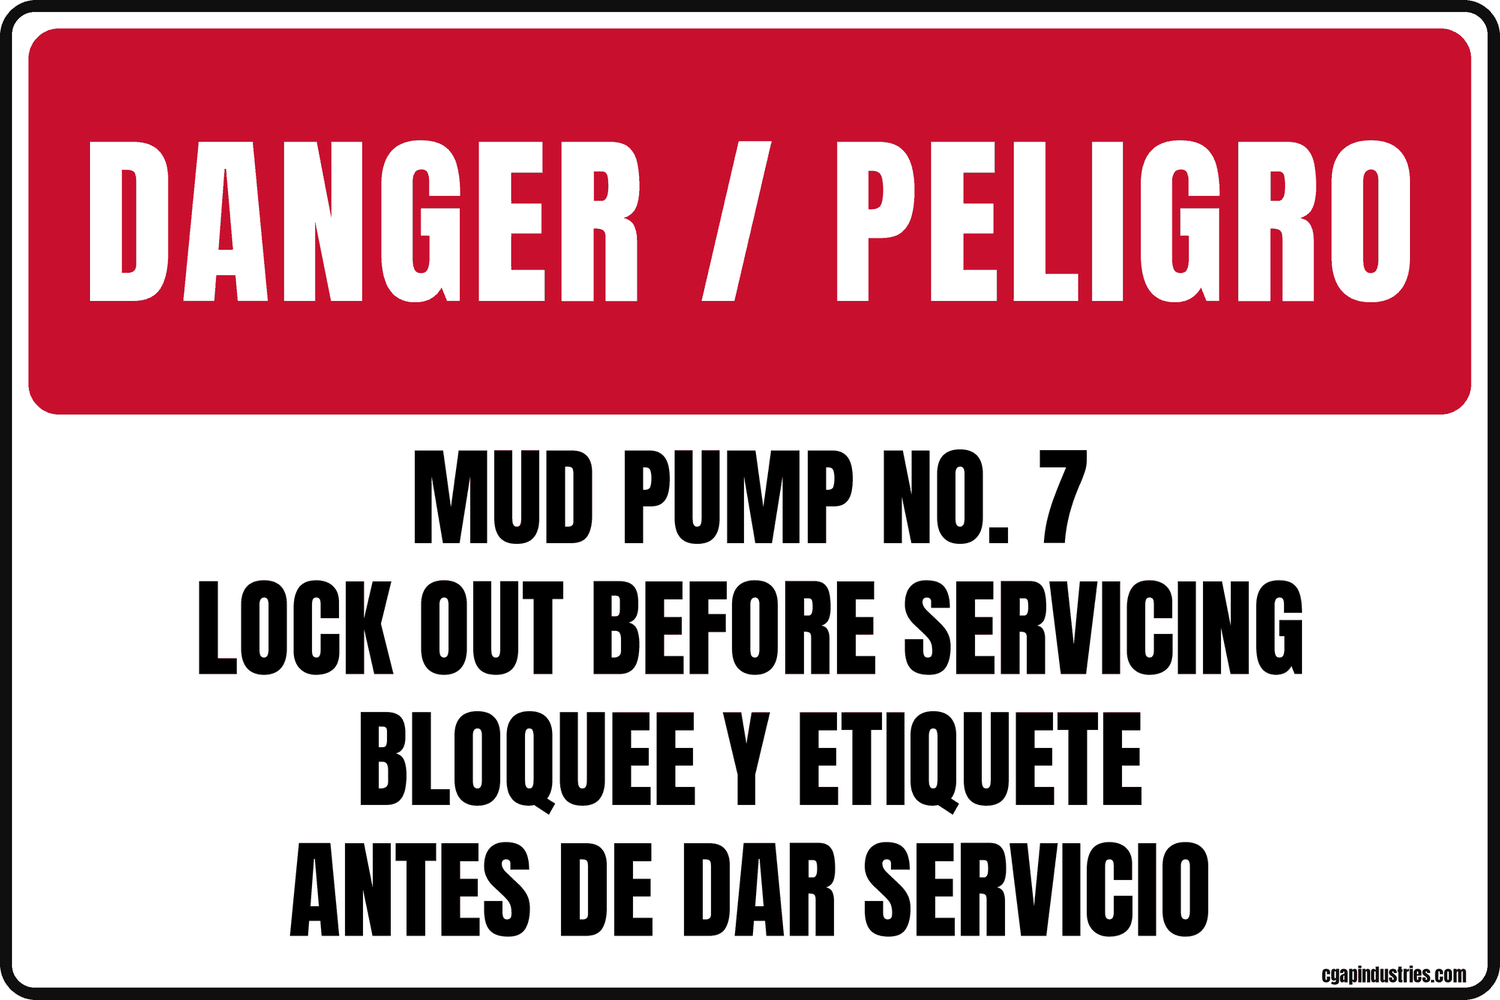 DANGER / PELIGRO
MUD PUMP NO. 7
LOCK OUT BEFORE SERVICING
BLOQUEE Y ETIQUETE
ANTES DE DAR SERVICIO
cgapindustries.com